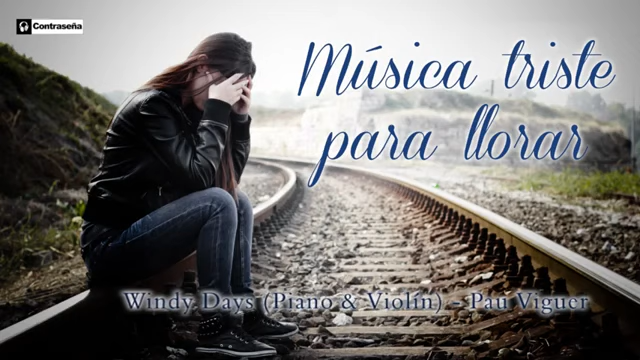 Contraseña
Música triste
para llorar
Windy Days (Piano & Violín) - Pau Viguer